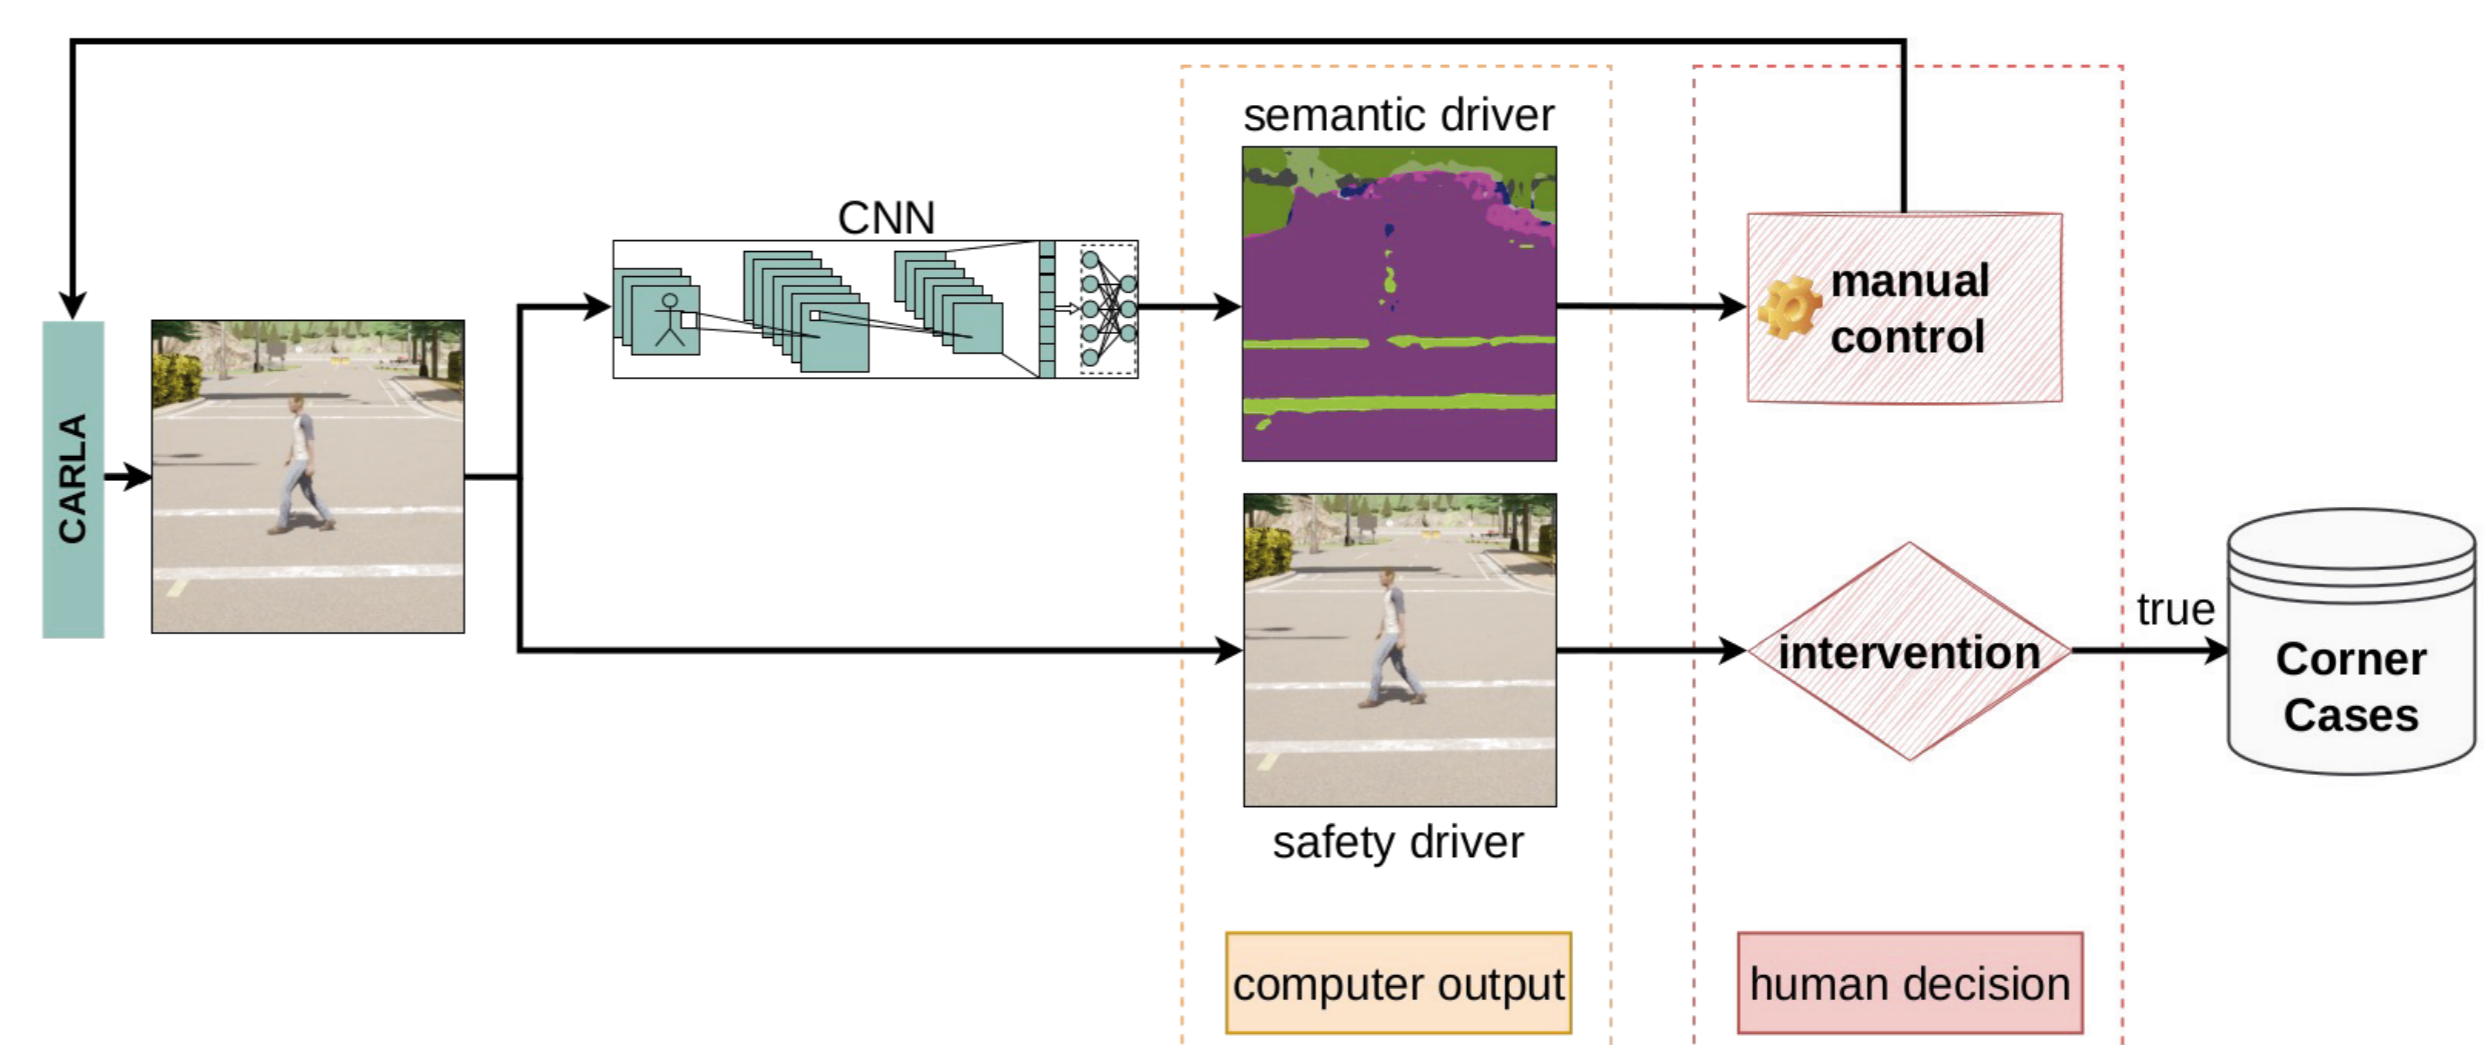 semantic driver
CNN
manual
control
CARLA
true
intervention
Corner
Cases
safety driver
computer output
human decision